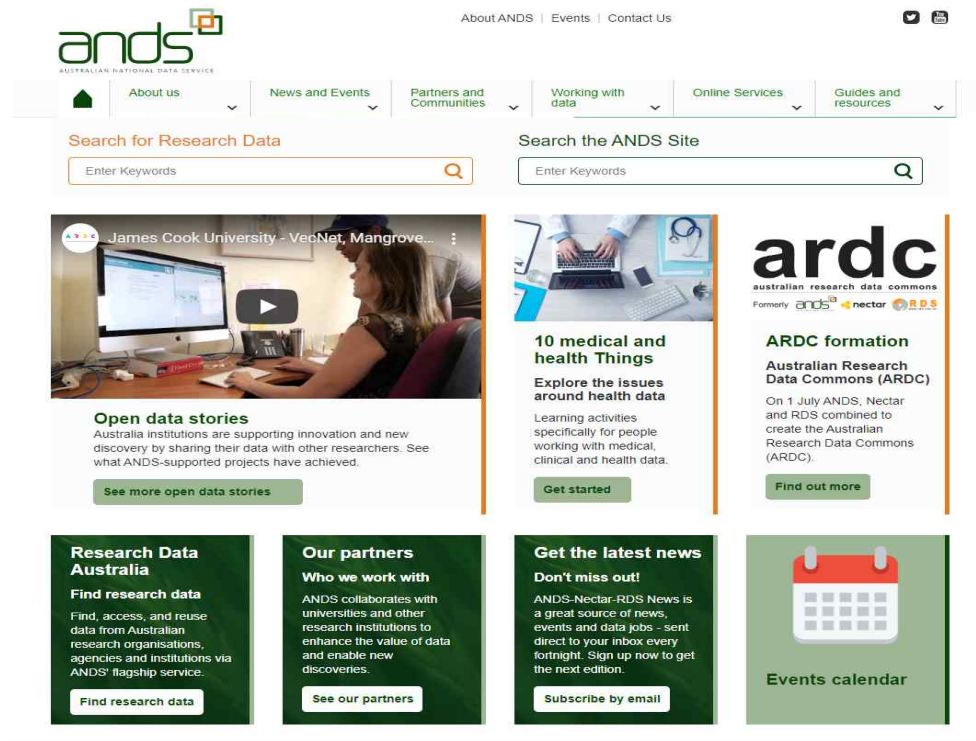 About ANDS | Events | Contact Us
ands
AUSTRALIAN NATIONAL DATA SERVICE
About us
News and Events
Partners and
Communities
Working with
data
Online Services
Guides and
resources
Search for Research Data
Enter Keywords
Search the ANDS Site
Enter Keywords
James Cook University - VecNet, Mangrove...
Open data stories
Australia institutions are supporting innovation and new
discovery by sharing their data with other researchers. See
what ANDS-supported projects have achieved.
See more open data stories
10 medical and
health Things
Explore the issues
around health data
Learning activities
specifically for people
working with medical,
clinical and health data.
Get started
ardc
australian research data commons
Formerly ands nectar RDS
ARDC formation
Australian Research
Data Commons (ARDC)
On 1 July ANDS, Nectar
and RDS combined to
create the Australian
Research Data Commons
(ARDC).
Find out more
Research Data
Australia
Find research data
Find, access, and reuse
data from Australian
research organisations,
agencies and institutions via
ANDS' flagship service.
Find research data
Our partners
Who we work with
ANDS collaborates with
universities and other
research institutions to
enhance the value of data
and enable new
discoveries.
See our partners
Get the latest news
Don't miss out!
ANDS-Nectar-RDS News is
a great source of news,
events and data jobs - sent
direct to your inbox every
fortnight. Sign up now to get
the next edition.
Subscribe by email
Events calendar